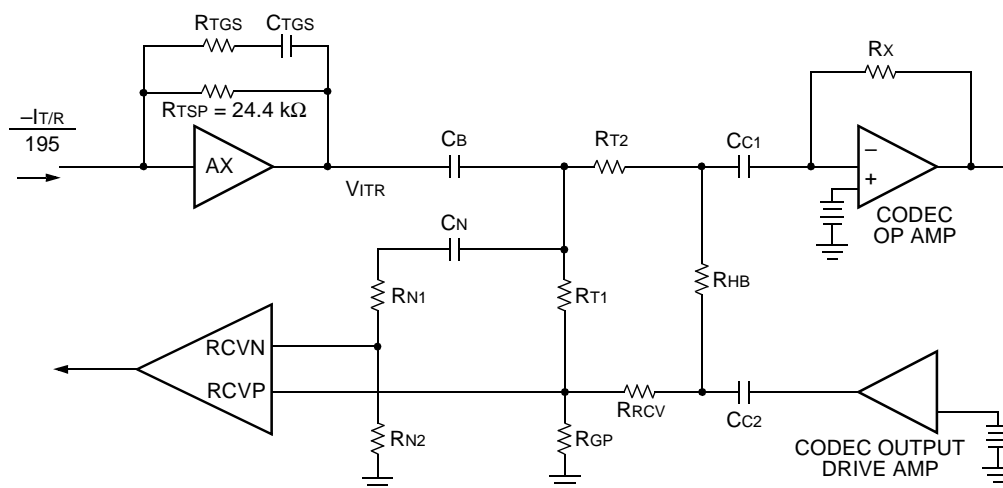 RTGS
CTGS
RTSP = 24.4 kΩ
–IT/R
195
AX
VITR
CB
RT2
CC1
RX
–
+
CODEC
OP AMP
CN
RN1
RT1
RHB
RCVN
RCVP
RN2
RGP
RRCV
CC2
CODEC OUTPUT
DRIVE AMP